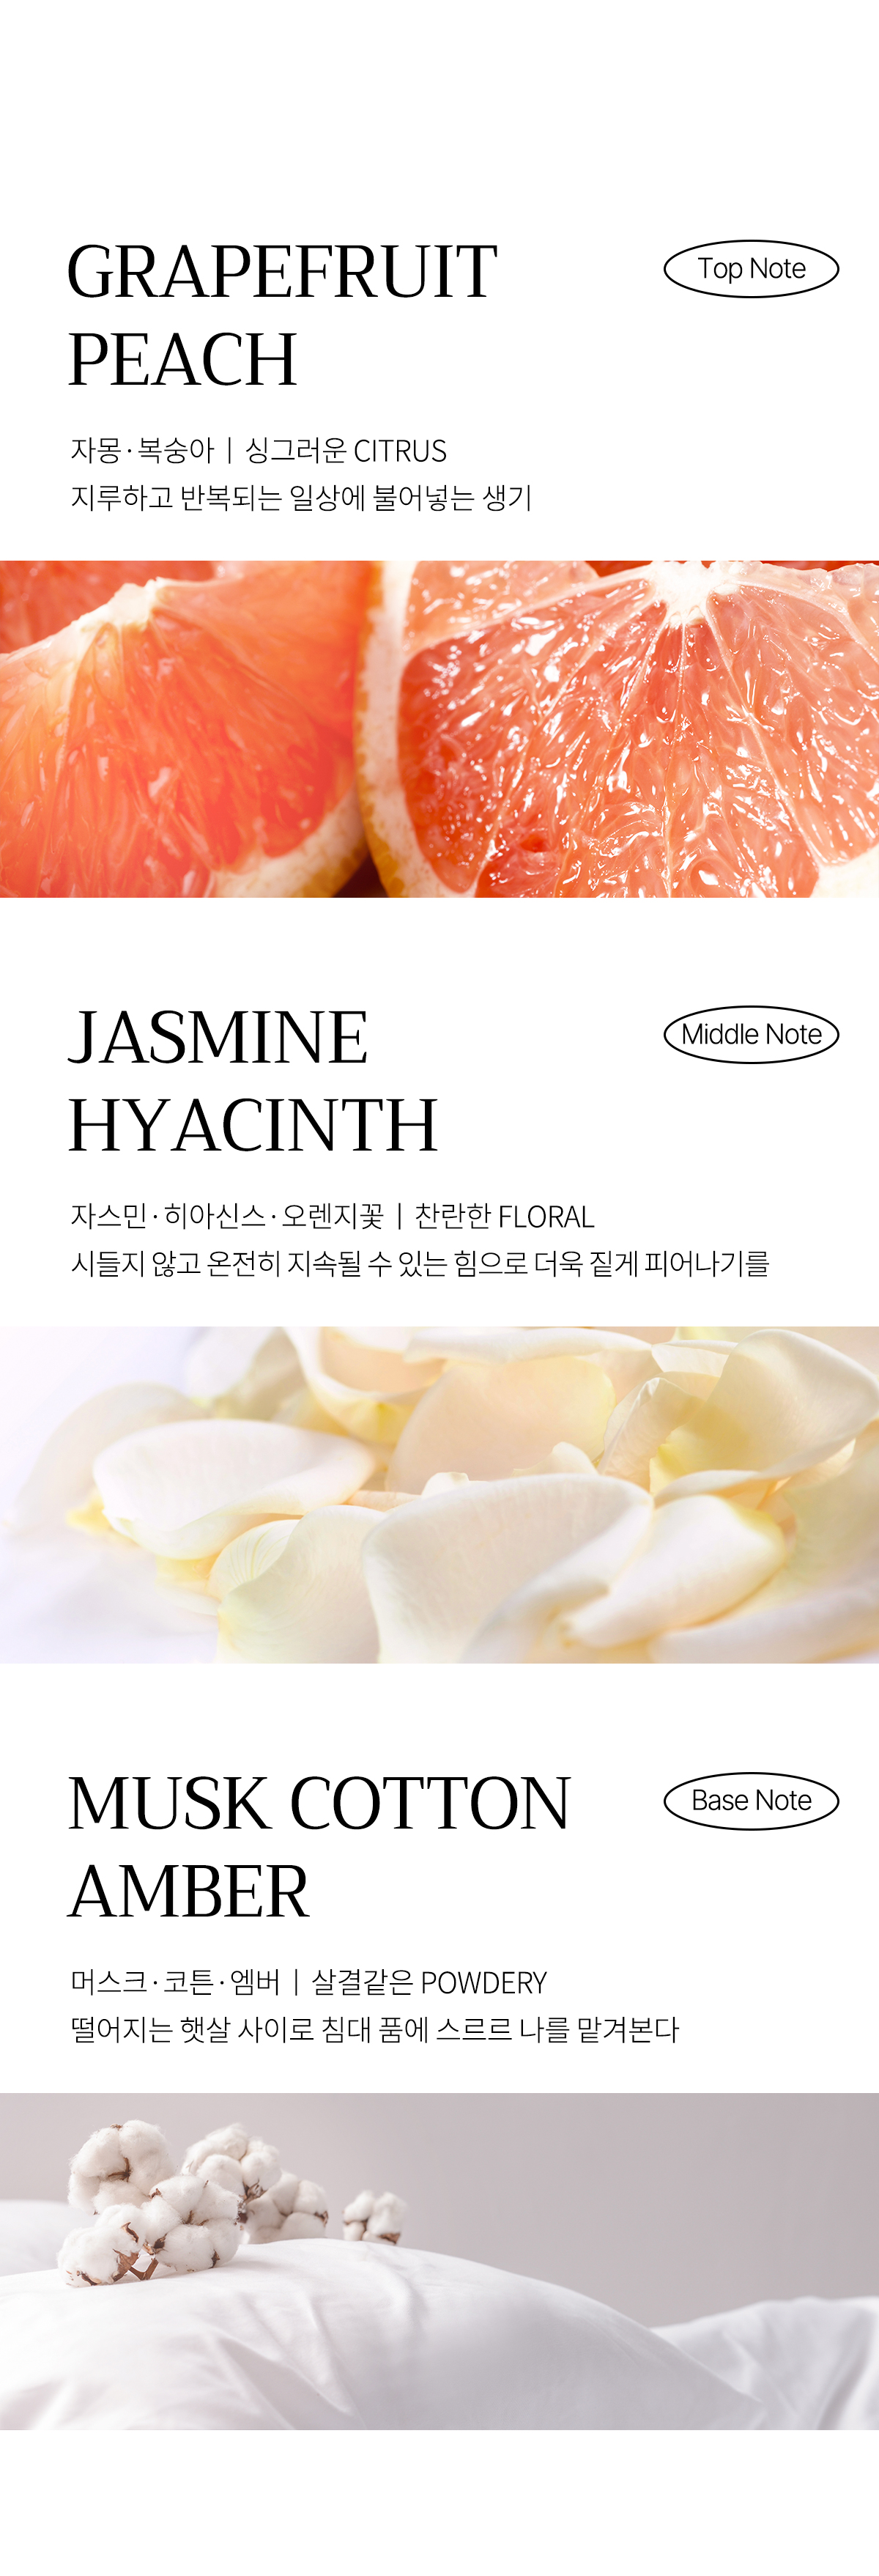 GRAPEFRUIT
PEACH
Top Note
자몽·복숭아 | 싱그러운 CITRUS
지루하고 반복되는 일상에 불어넣는 생기
JASMINE
HYACINTH
Middle Note
자스민·히아신스·오렌지꽃 | 찬란한 FLORAL
시들지 않고 온전히 지속될 수 있는 힘으로 더욱 짙게 피어나기를
MUSK COTTON
AMBER
Base Note
머스크·코튼·엠버 | 살결같은 POWDERY
떨어지는 햇살 사이로 침대 품에 스르르 나를 맡겨본다